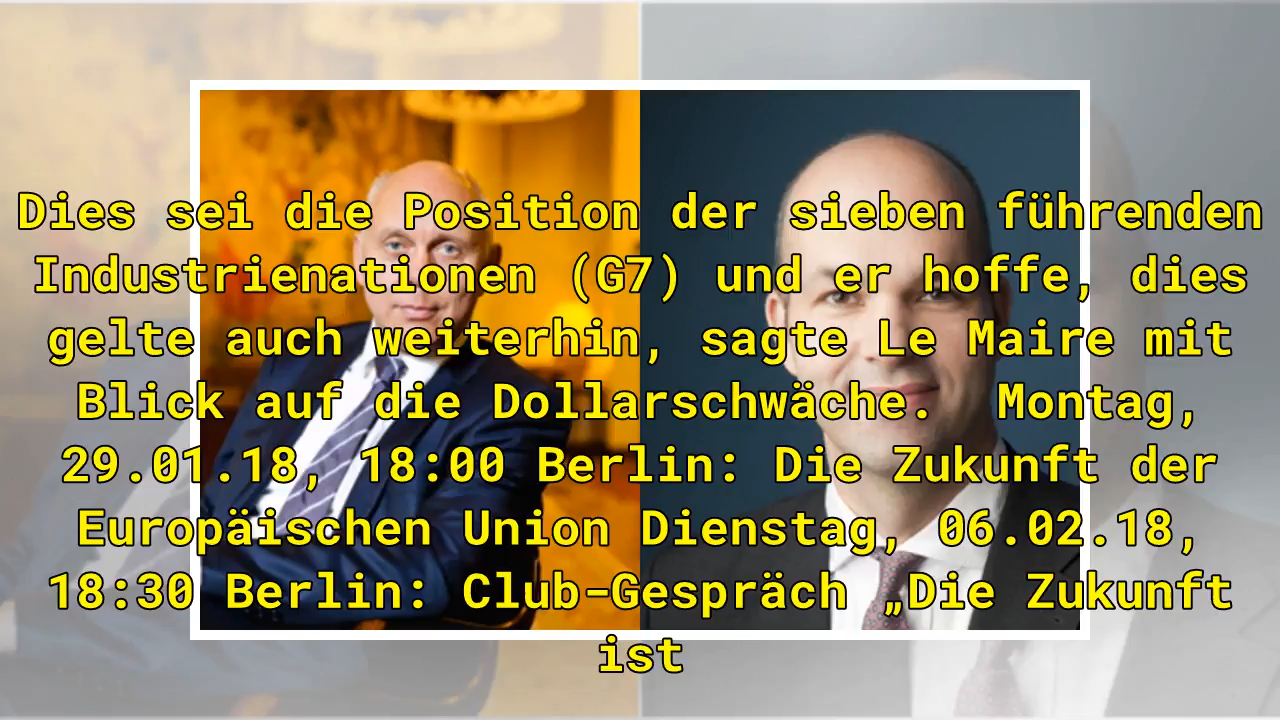 Dies sei die Position der sieben führenden
Industrienationen (G7) und er hoffe, dies
gelte auch weiterhin, sagte Le Maire mit
Blick auf die Dollarschwäche.  Montag,
29.01.18, 18:00 Berlin: Die Zukunft der
Europäischen Union Dienstag, 06.02.18,
18:30 Berlin: Club-Gespräch „Die Zukunft
ist